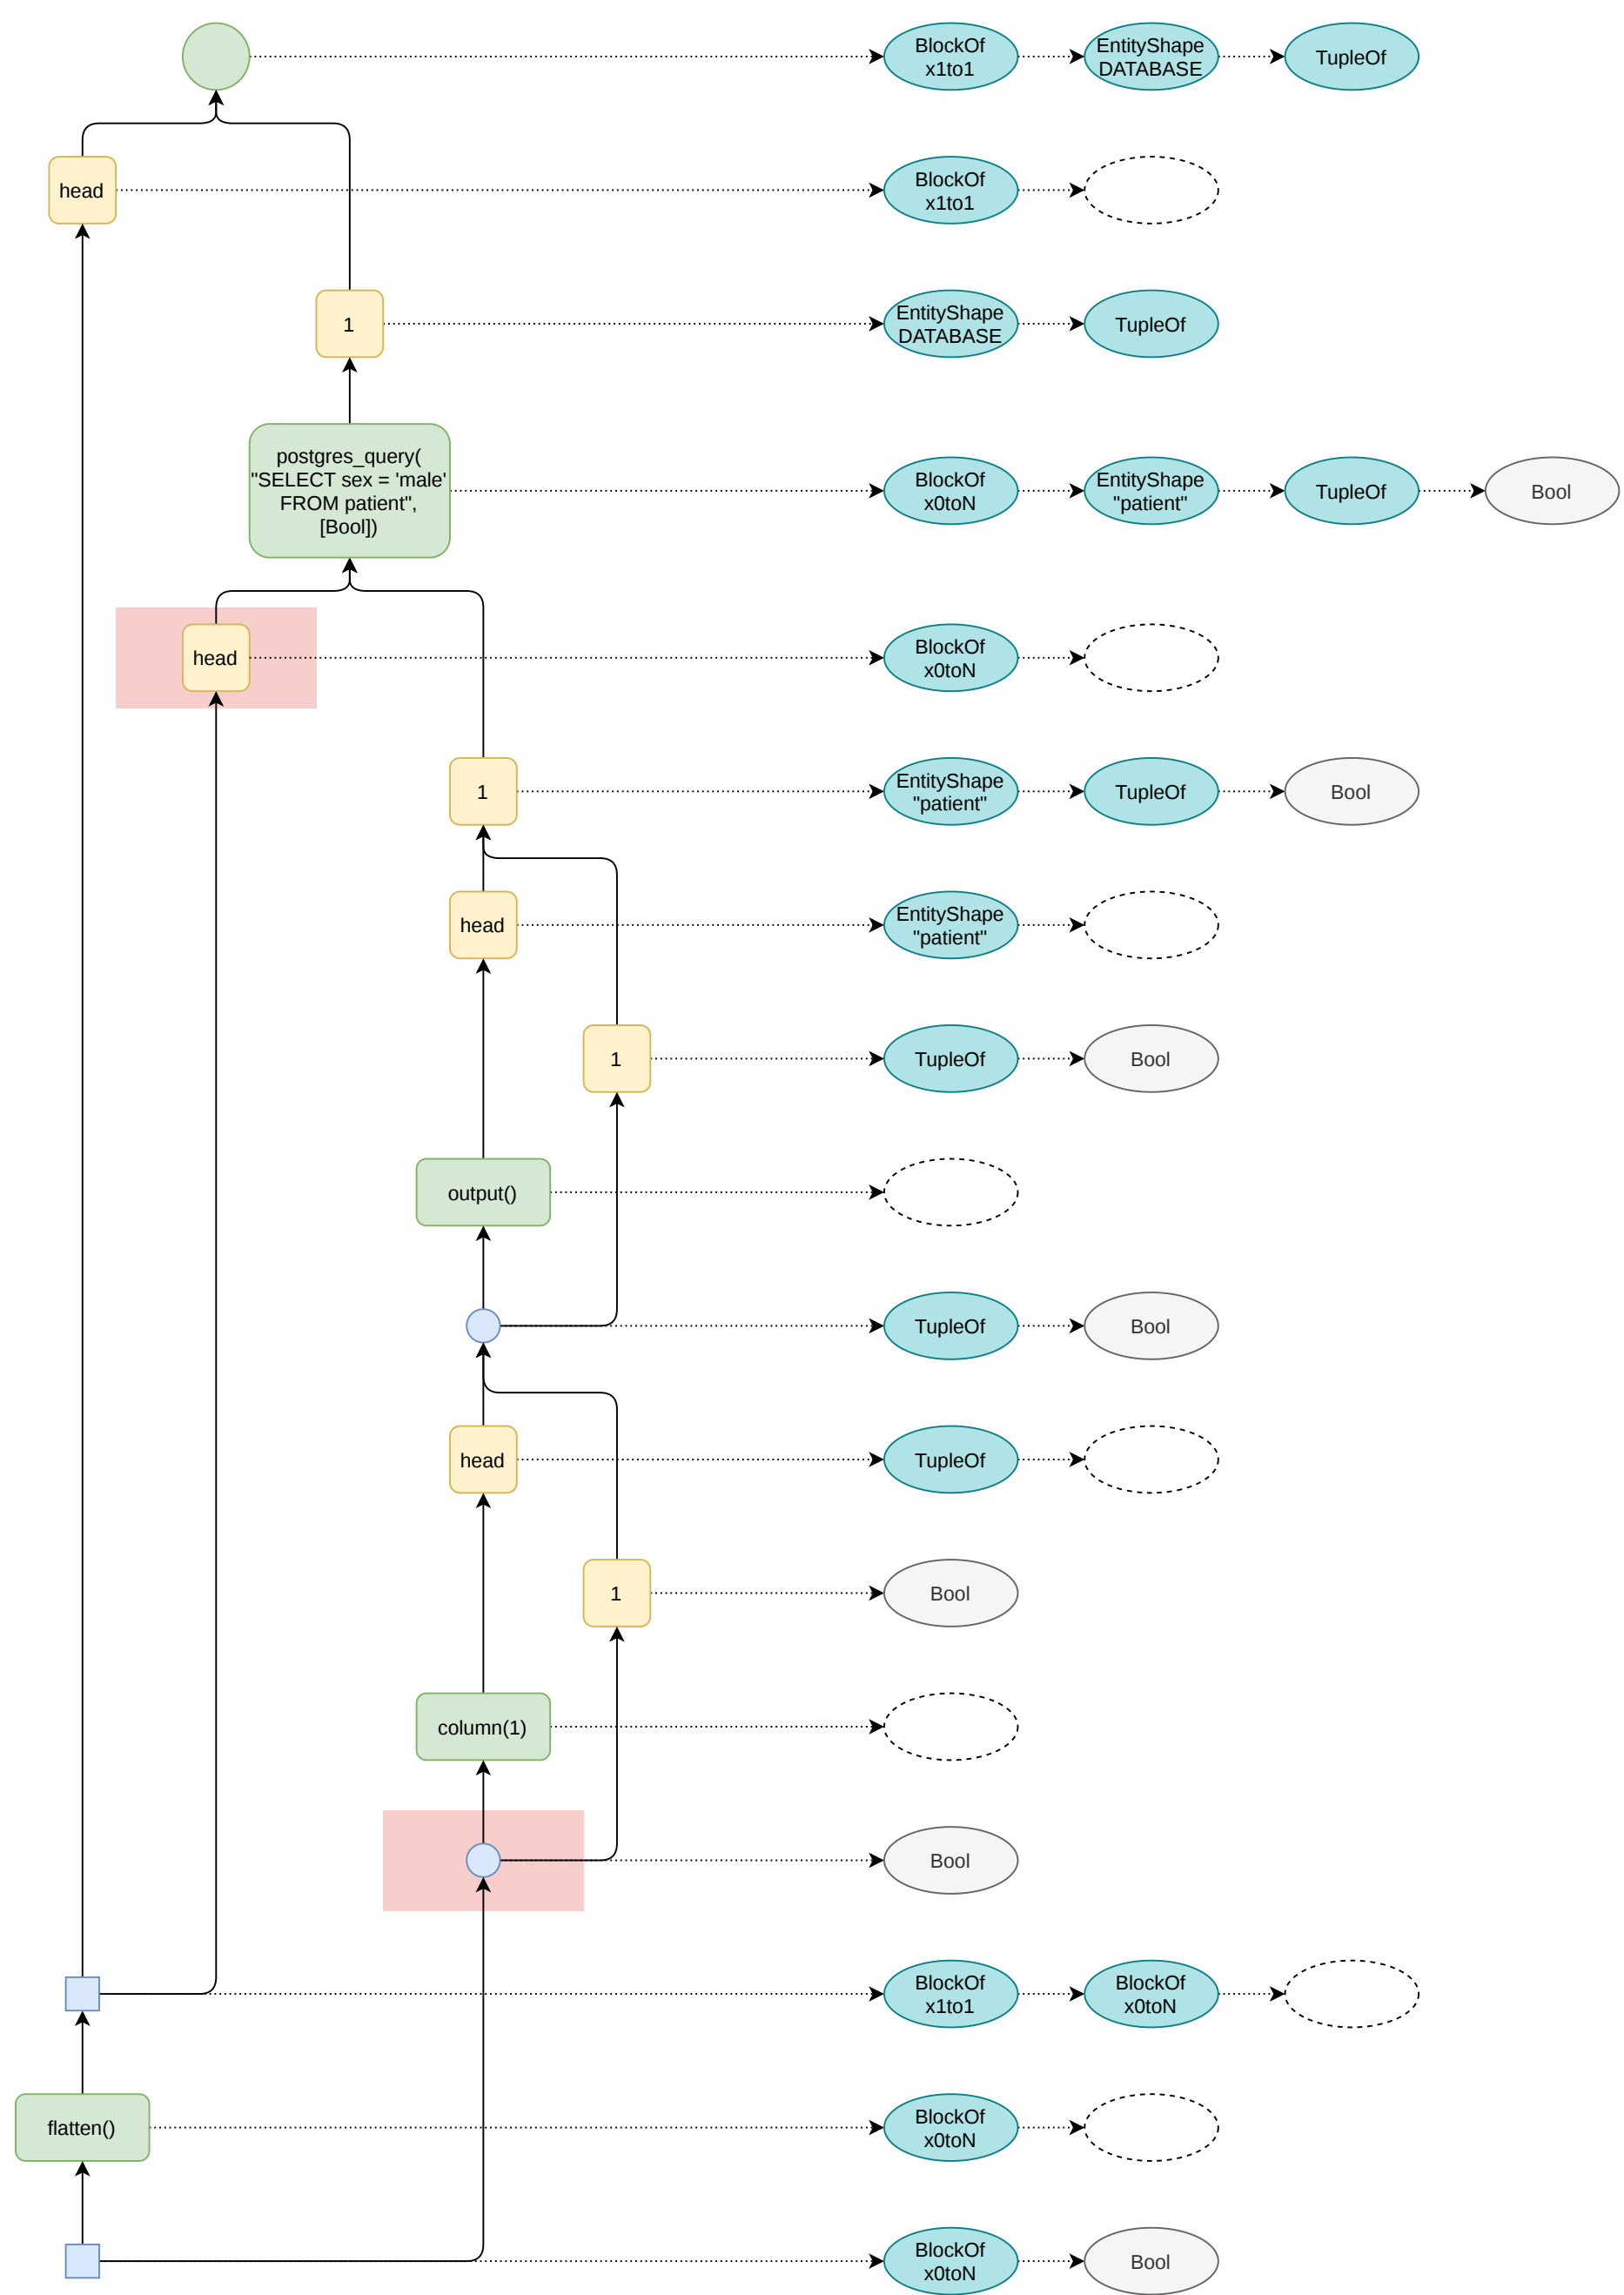 BlockOf
x1to1
EntityShape
DATABASE
TupleOf
head
BlockOf
x1to1
1
EntityShape
DATABASE
TupleOf
postgres_query(
"SELECT sex = 'male'
FROM patient",
[Bool])
BlockOf
x0toN
EntityShape
"patient"
TupleOf
Bool
head
BlockOf
x0toN
1
EntityShape
"patient"
TupleOf
Bool
head
EntityShape
"patient"
1
TupleOf
Bool
output()
TupleOf
Bool
head
TupleOf
1
Bool
column(1)
Bool
BlockOf
x1to1
BlockOf
x0toN
flatten()
BlockOf
x0toN
BlockOf
x0toN
Bool